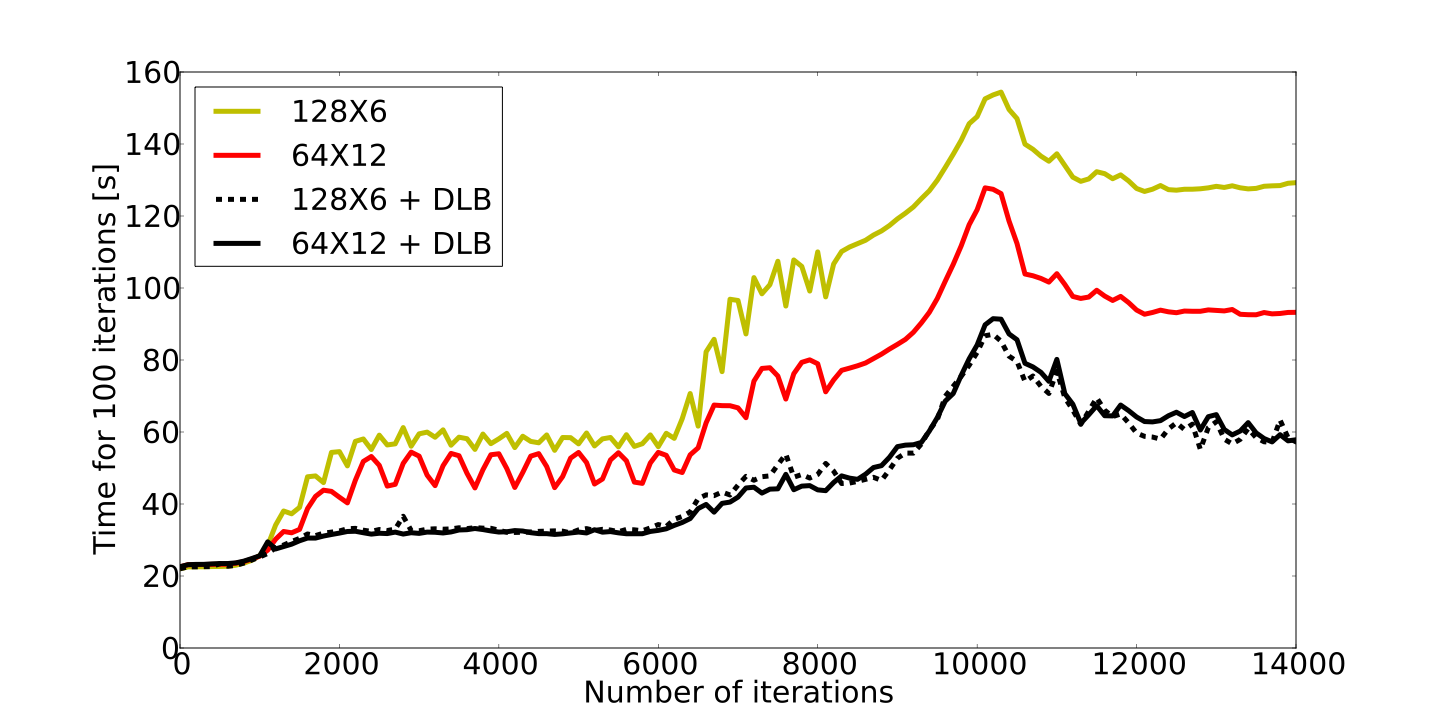 160
140
120
100
80
60
40
20
0
Time for 100 iterations [s]
128X6
64X12
128X6 + DLB
64X12 + DLB
0 2000 4000 6000 8000 10000 12000 14000
Number of iterations